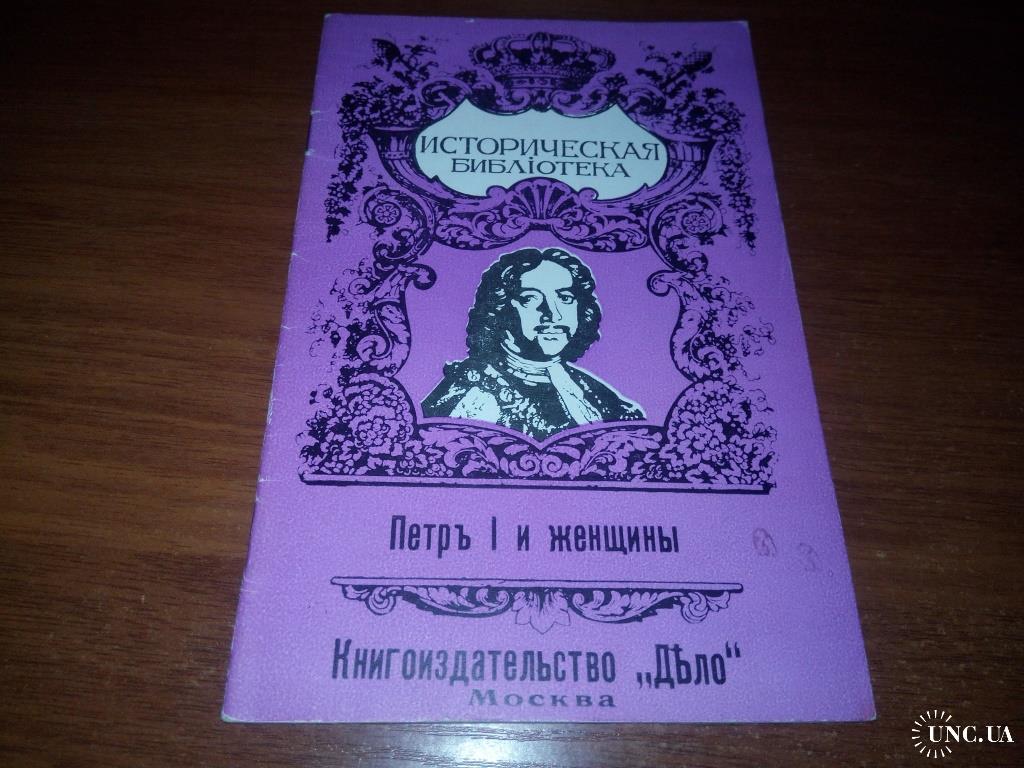 ИСТОРИЧЕСКАЯ
БИБЛІОТЕКА
Петръ I и женщины
Книгоиздательство „Дѣло“
Москва
UNC.UA